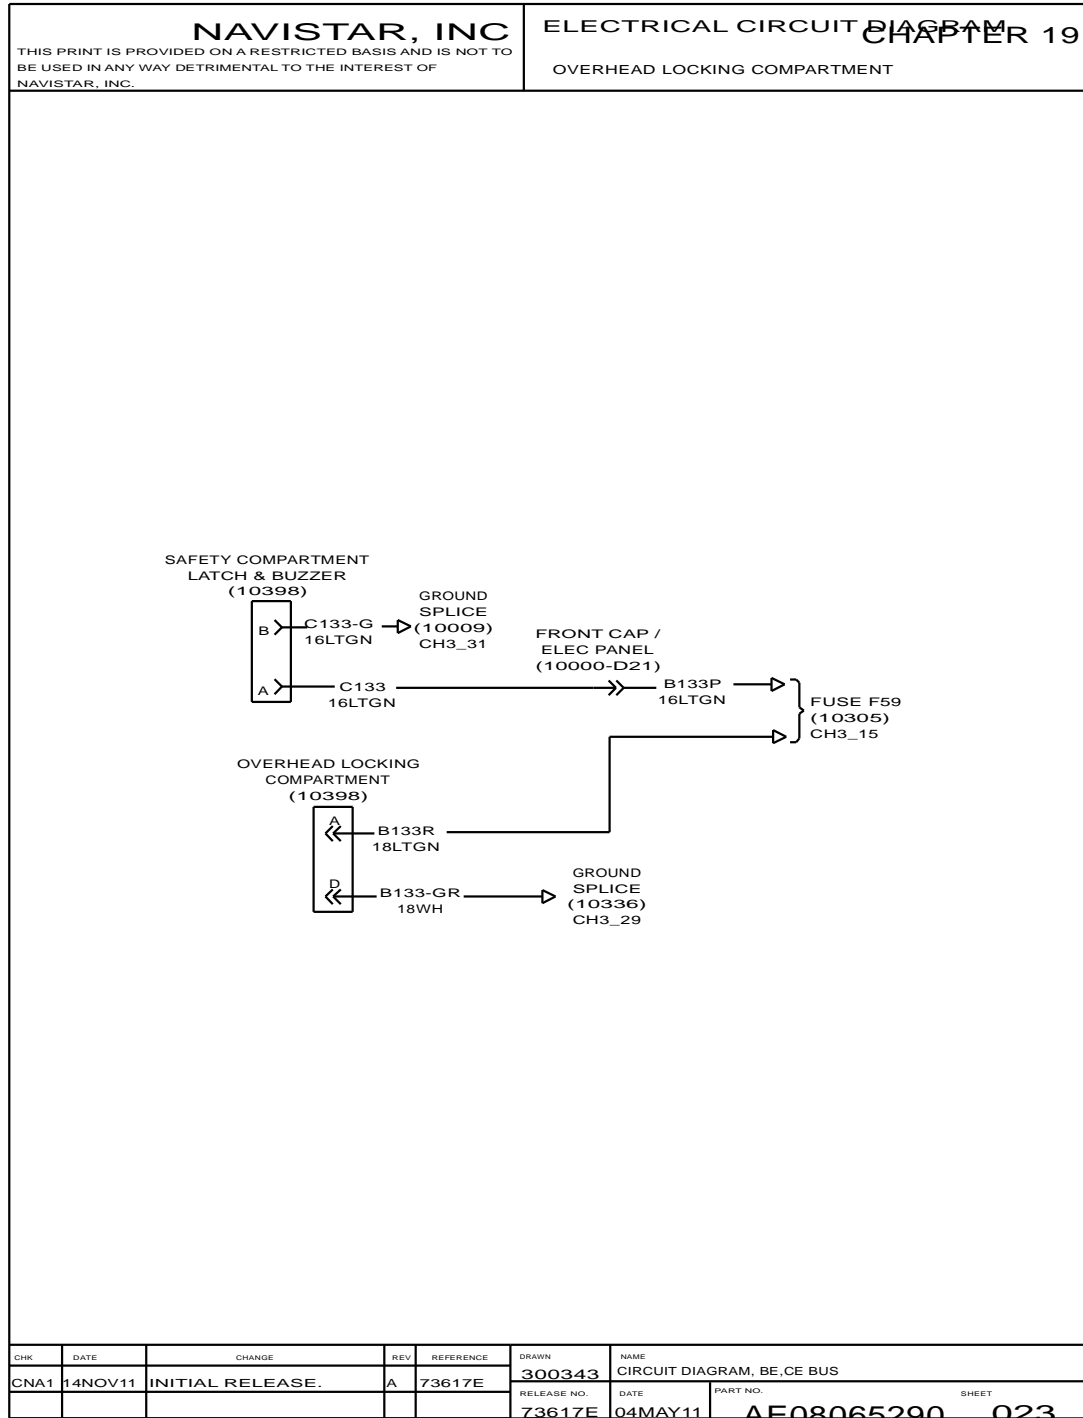 NAVISTAR, INC
THIS PRINT IS PROVIDED ON A RESTRICTED BASIS AND IS NOT TO
BE USED IN ANY WAY DETRIMENTAL TO THE INTEREST OF
NAVISTAR, INC.
ELECTRICAL CIRCUIT DIAGRAM
CHAPTER 19
OVERHEAD LOCKING COMPARTMENT
SAFETY COMPARTMENT
LATCH & BUZZER
(10398)
B
C133-G
16LTGN
GROUND
SPLICE
(10009)
CH3_31
A
C133
16LTGN
FRONT CAP /
ELEC PANEL
(10000-D21)
B133P
16LTGN
FUSE F59
(10305)
CH3_15
OVERHEAD LOCKING
COMPARTMENT
(10398)
A
B133R
18LTGN
D
B133-GR
18WH
GROUND
SPLICE
(10336)
CH3_29
CHK DATE CHANGE REV REFERENCE
CNA1 14NOV11 INITIAL RELEASE. A 73617E
DRAWN
300343
NAME
CIRCUIT DIAGRAM, BE,CE BUS
RELEASE NO.
73617E
DATE
04MAY11
PART NO.
AE08065290
SHEET
023